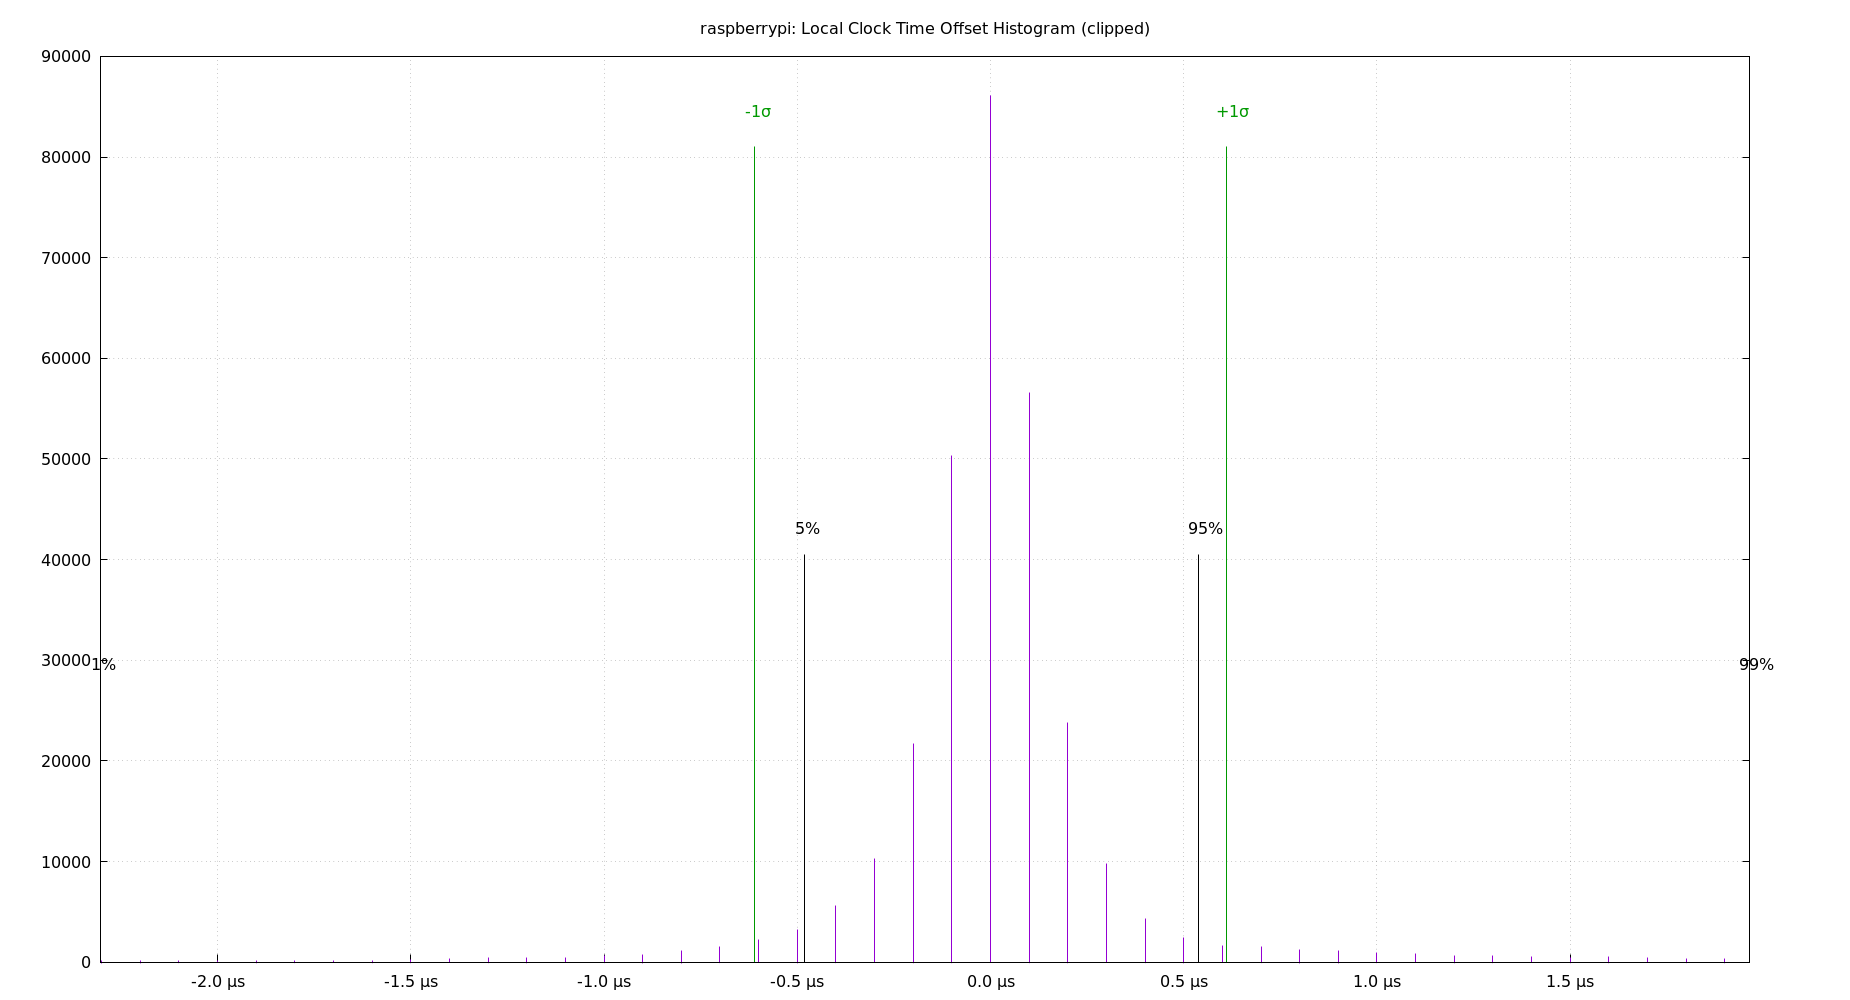 raspberrypi: Local Clock Time Offset Histogram (clipped)
90000
-1σ
+1σ
80000
70000
60000
50000
5%
95%
40000
30000
1%
99%
20000
10000
0
-2.0 µs
-1.5 µs
-1.0 µs
-0.5 µs
0.0 µs
0.5 µs
1.0 µs
1.5 µs